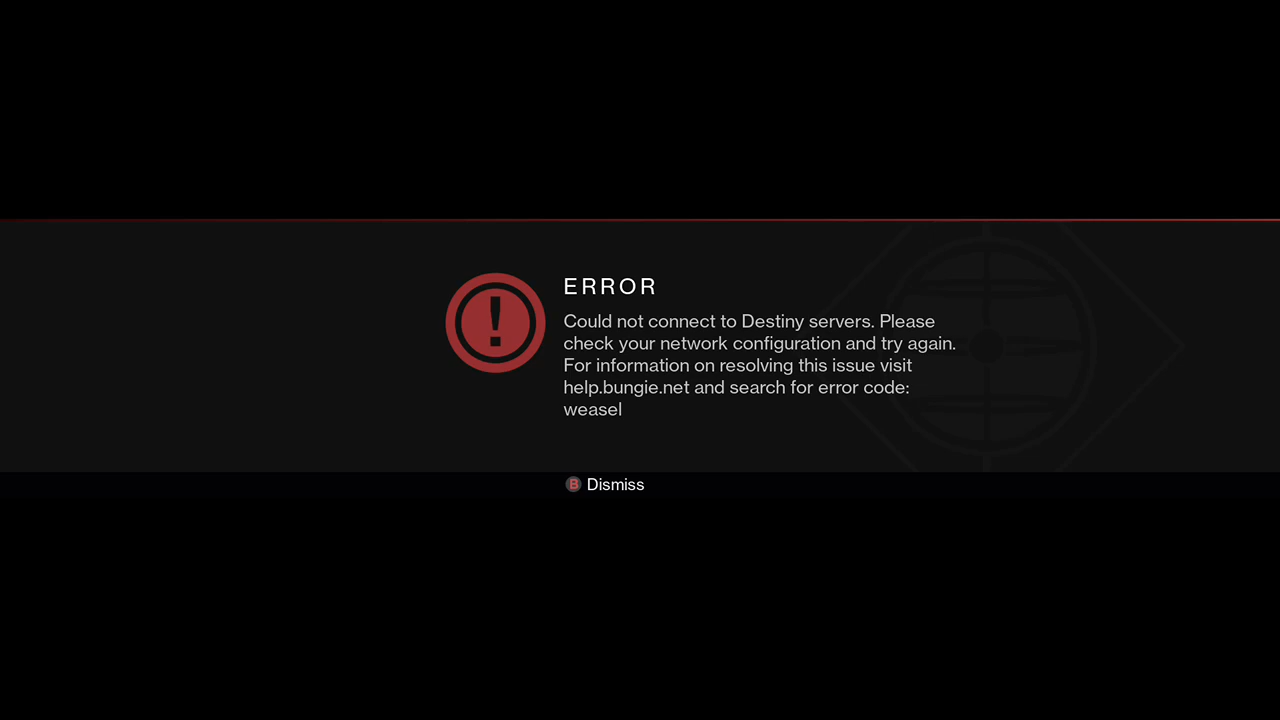 ERROR
Could not connect to Destiny servers. Please
check your network configuration and try again.
For information on resolving this issue visit
help.bungie.net and search for error code:
weasel
B Dismiss